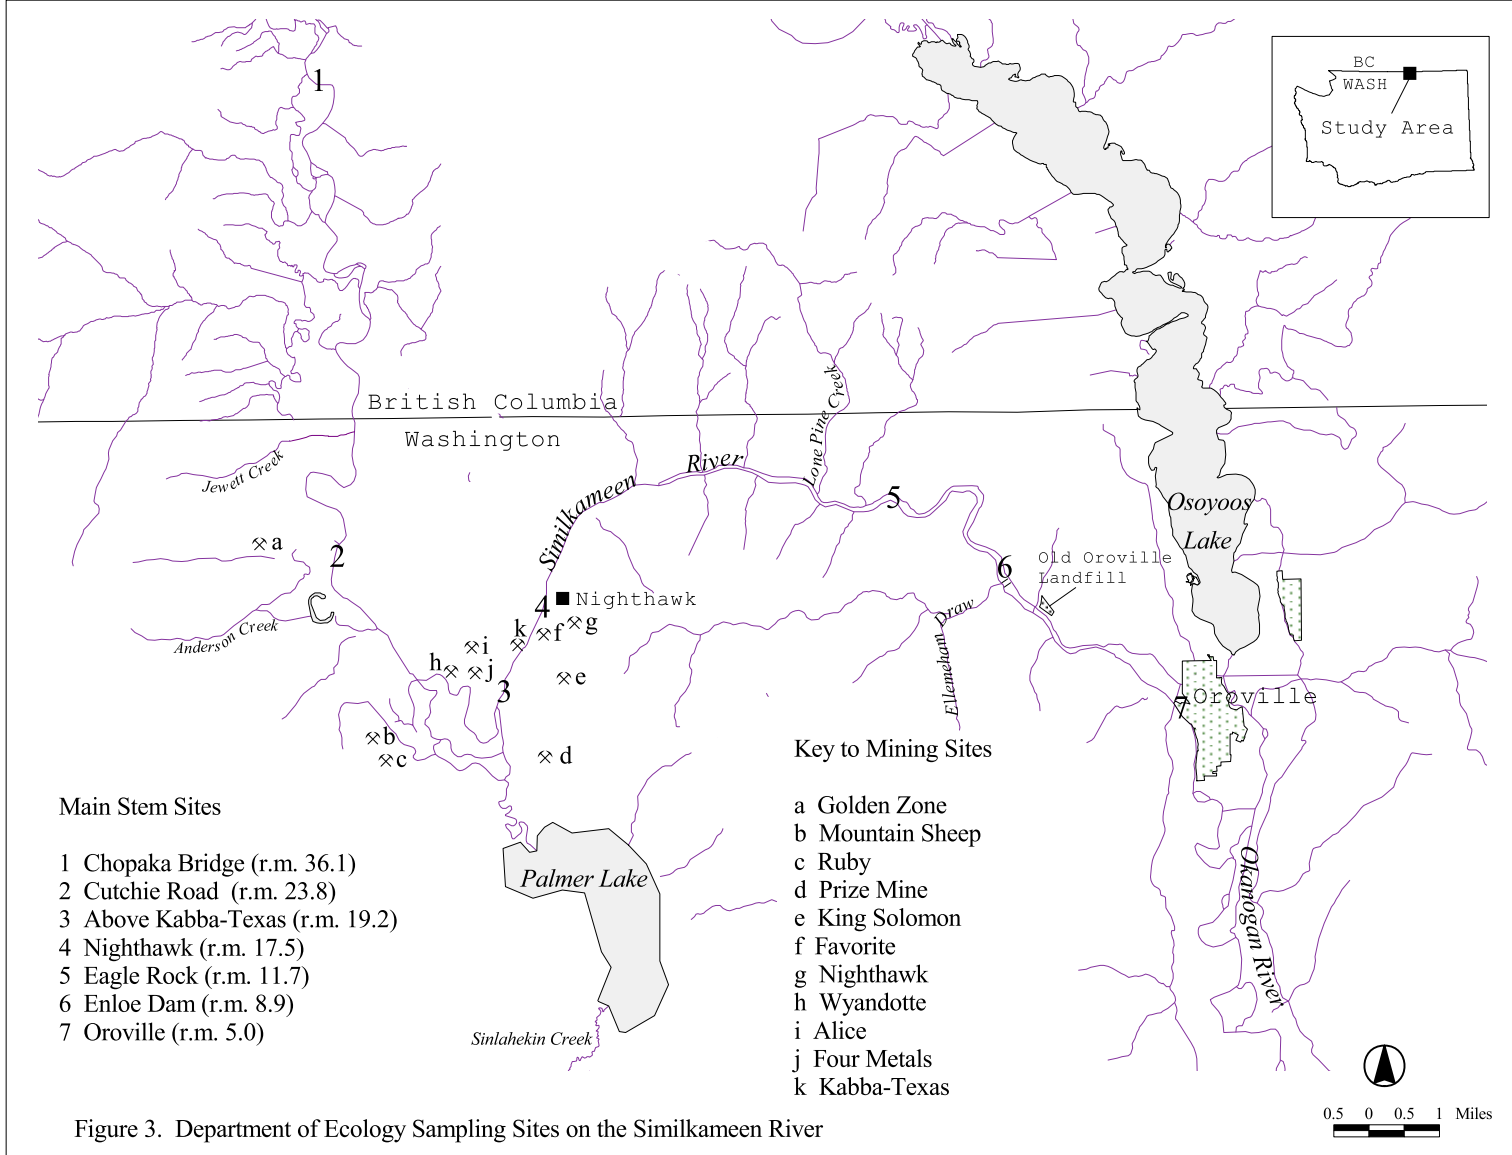 1
BC
WASH
Study Area
British Columbia
Washington
Jewett Creek
Lone Pine Creek
River
Similkameen
5
a
2
6
Old Oroville
Landfill
Osoyoos
Lake
4
Nighthawk
Anderson Creek
Ellemeham Draw
k
f
g
i
h
j
3
e
7
Oroville
b
c
d
Palmer Lake
Sinlahekin Creek
Okanogan River
Main Stem Sites
1 Chopaka Bridge (r.m. 36.1)
2 Cutchie Road (r.m. 23.8)
3 Above Kabba-Texas (r.m. 19.2)
4 Nighthawk (r.m. 17.5)
5 Eagle Rock (r.m. 11.7)
6 Enloe Dam (r.m. 8.9)
7 Oroville (r.m. 5.0)
Key to Mining Sites
a Golden Zone
b Mountain Sheep
c Ruby
d Prize Mine
e King Solomon
f Favorite
g Nighthawk
h Wyandotte
i Alice
j Four Metals
k Kabba-Texas
0.5 0 0.5 1 Miles
Figure 3. Department of Ecology Sampling Sites on the Similkameen River